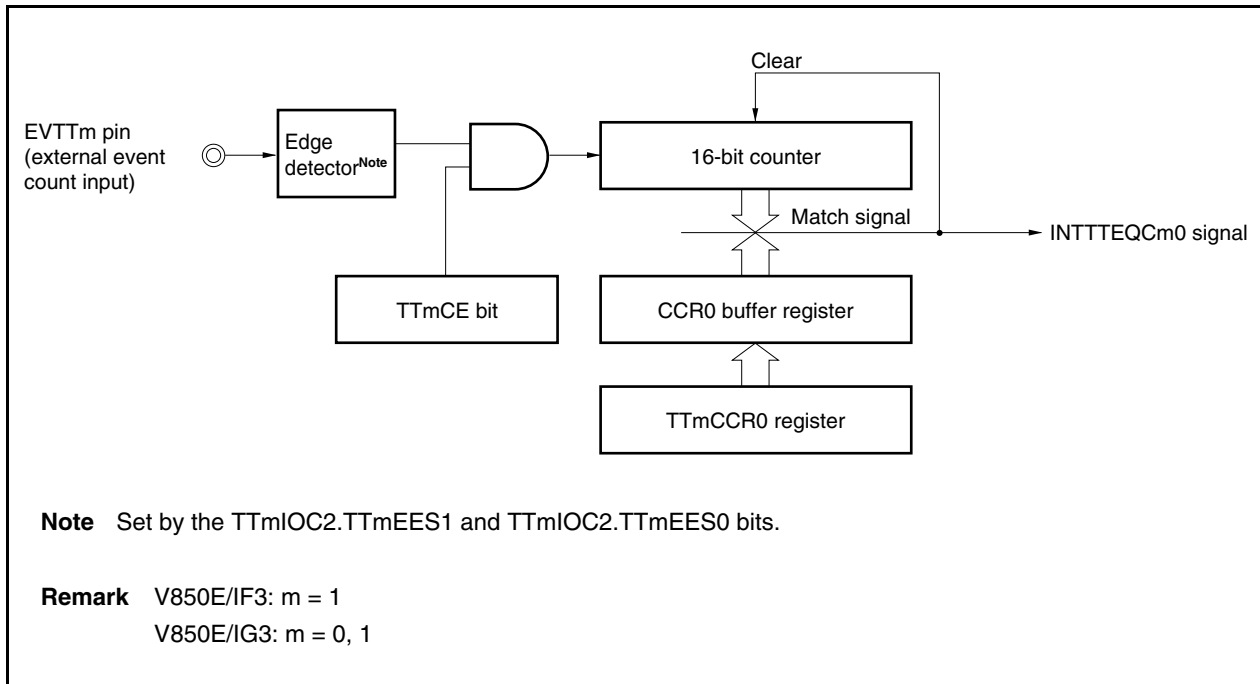 Clear
EVTTm pin
(external event
count input)
Edge
detectorNote
16-bit counter
Match signal
INTTTEQCm0 signal
TTmCE bit
CCR0 buffer register
TTmCCR0 register
Note Set by the TTmIOC2.TTmEES1 and TTmIOC2.TTmEES0 bits.
Remark V850E/IF3: m = 1
V850E/IG3: m = 0, 1